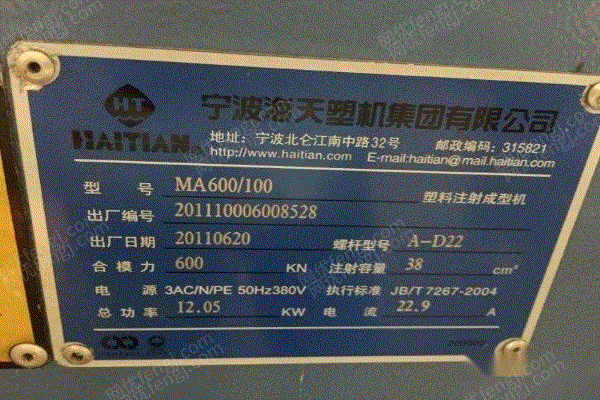 HAITIAN
宁波海天塑机集团有限公司
地址：宁波北仑江南中路32号 邮政编码：315821
http://www.haitian.com E-mail:haitian@mail.haitian.com
型 号 MA600/100 塑料注射成型机
出厂编号 201110006008528
出厂日期 20110620 螺杆型号 A-D22
合模力 600 KN 注射容量 38 cm³
电 源 3AC/N/PE 50Hz380V 执行标准 JB/T 7267-2004
总功率 12.05 KW 电 流 22.9 A